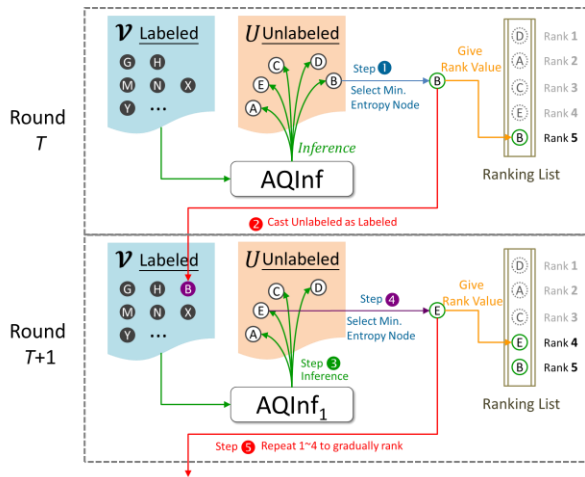 𝒱 Labeled
G H
M N X
Y ...
U Unlabeled
D
C
E B
A
Step 1
Select Min.
Entropy Node
B
Give
Rank Value
D Rank 1
A Rank 2
C Rank 3
E Rank 4
B Rank 5
Ranking List
Round
T
Inference
AQInf
2 Cast Unlabeled as Labeled
𝒱 Labeled
G H B
M N X
Y ...
U Unlabeled
D
C
E
A
Step 4
Select Min.
Entropy Node
E
Give
Rank Value
D Rank 1
A Rank 2
C Rank 3
E Rank 4
B Rank 5
Ranking List
Round
T+1
Step 3
Inference
AQInf₁
Step 5 Repeat 1~4 to gradually rank